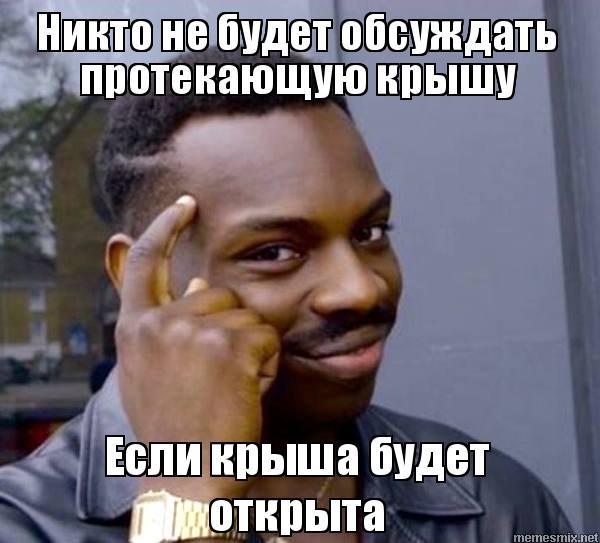 Никто не будет обсуждать
протекающую крышу
Если крыша будет
открыта
memesmix.net